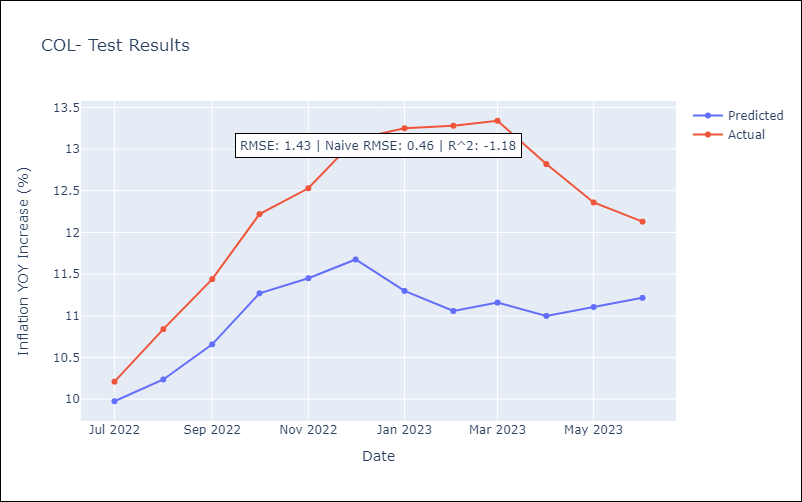 COL- Test Results
Predicted
Actual
RMSE: 1.43 | Naive RMSE: 0.46 | R^2: -1.18
Inflation YOY Increase (%)
13.5
13
12.5
12
11.5
11
10.5
10
Jul 2022
Sep 2022
Nov 2022
Jan 2023
Mar 2023
May 2023
Date